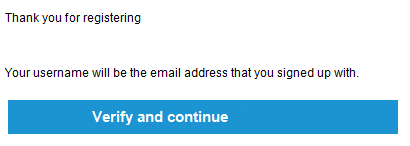 Thank you for registering
Your username will be the email address that you signed up with.
Verify and continue